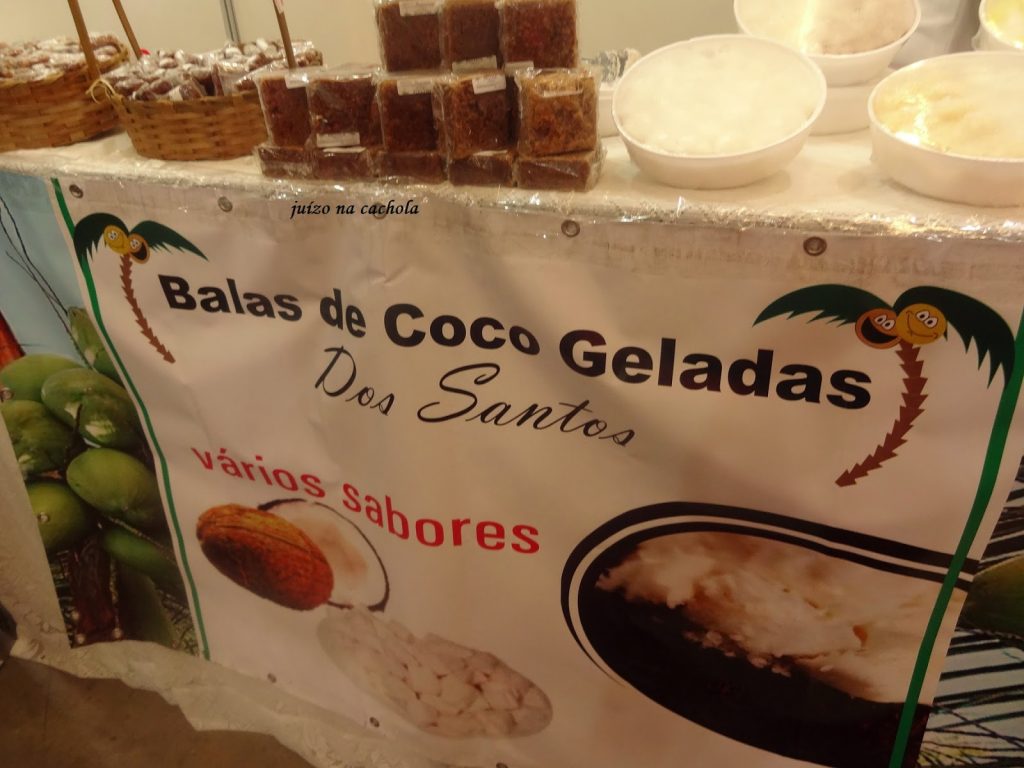 juízo na cachola
Balas de Coco Geladas
Dos Santos
vários sabores